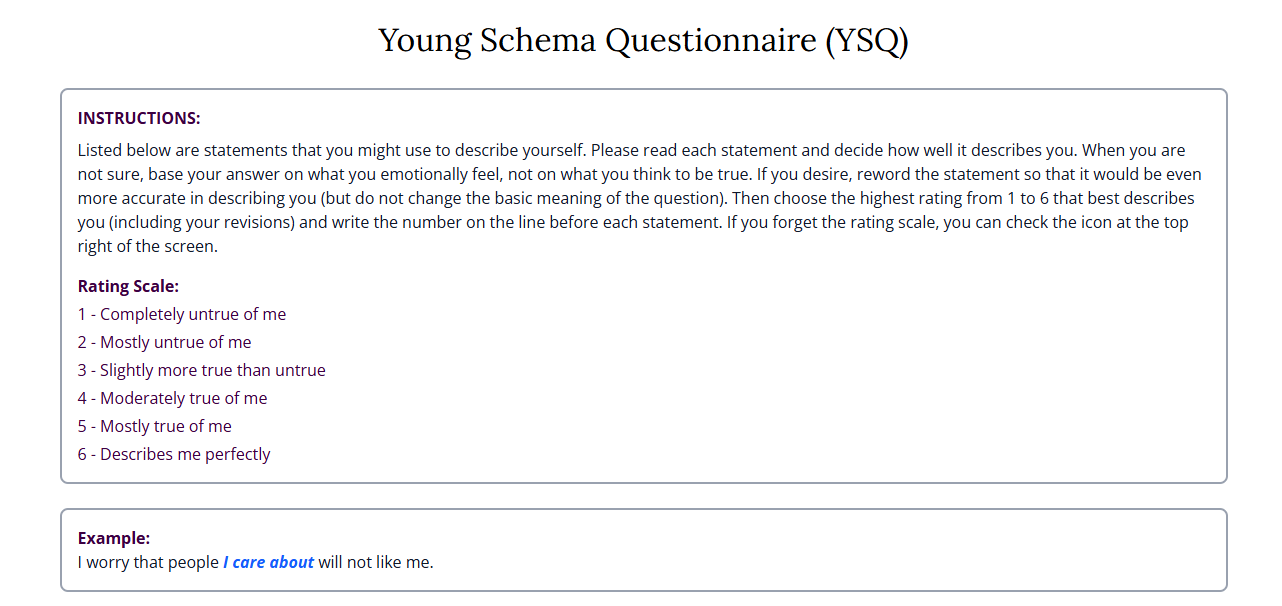 Young Schema Questionnaire (YSQ)
INSTRUCTIONS:
Listed below are statements that you might use to describe yourself. Please read each statement and decide how well it describes you. When you are
not sure, base your answer on what you emotionally feel, not on what you think to be true. If you desire, reword the statement so that it would be even
more accurate in describing you (but do not change the basic meaning of the question). Then choose the highest rating from 1 to 6 that best describes
you (including your revisions) and write the number on the line before each statement. If you forget the rating scale, you can check the icon at the top
right of the screen.
Rating Scale:
1 - Completely untrue of me
2 - Mostly untrue of me
3 - Slightly more true than untrue
4 - Moderately true of me
5 - Mostly true of me
6 - Describes me perfectly
Example:
I worry that people I care about will not like me.